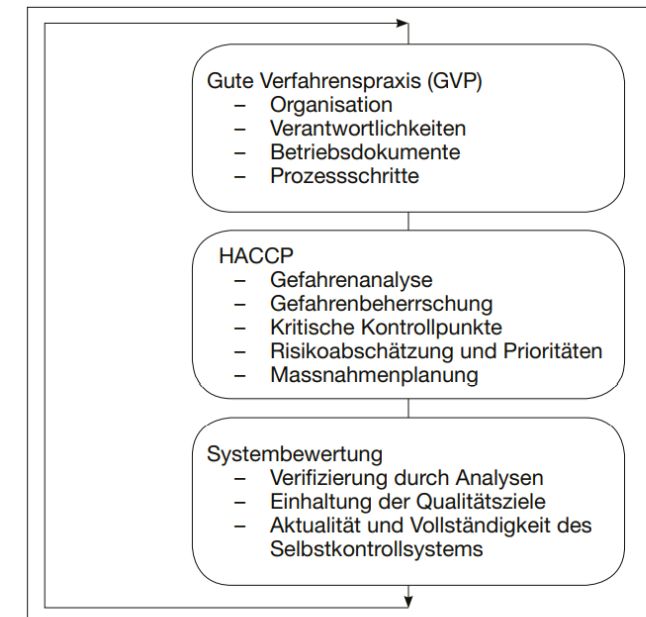 Gute Verfahrenspraxis (GVP)
– Organisation
– Verantwortlichkeiten
– Betriebsdokumente
– Prozessschritte
HACCP
– Gefahrenanalyse
– Gefahrenbeherrschung
– Kritische Kontrollpunkte
– Risikoabschätzung und Prioritäten
– Massnahmenplanung
Systembewertung
– Verifizierung durch Analysen
– Einhaltung der Qualitätsziele
– Aktualität und Vollständigkeit des
Selbstkontrollsystems